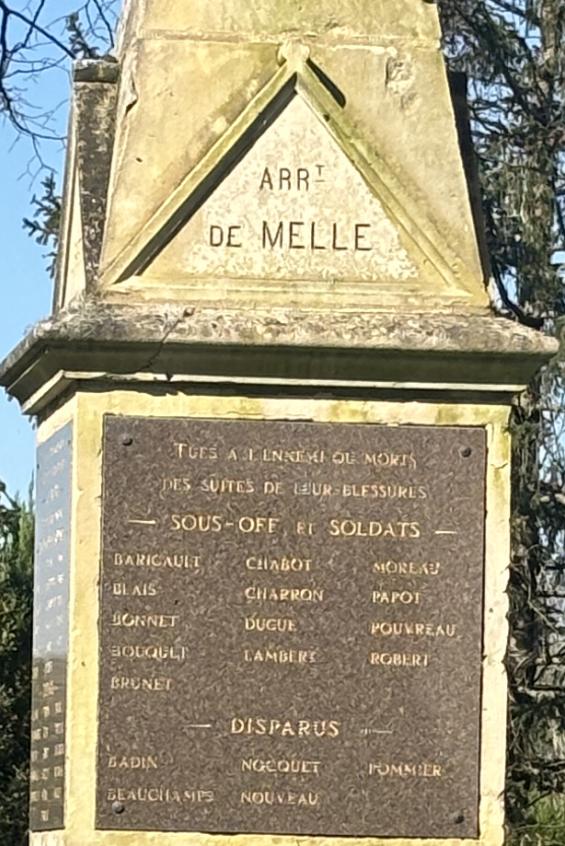 ARRT
DE MELLE
TUÉS A L'ENNEMI OU MORTS
DES SUITES DE LEUR BLESSURES
— SOUS-OFF. ET SOLDATS —
BARICAULT CHABOT MOREAU
BLAIS CHARRON PAPOT
BONNET DUGUE POUVREAU
BOUQUET LAMBERT ROBERT
BRUNET
— DISPARUS —
BADIN NOCQUET POMMIER
BEAUCHAMPS NOUVEAU